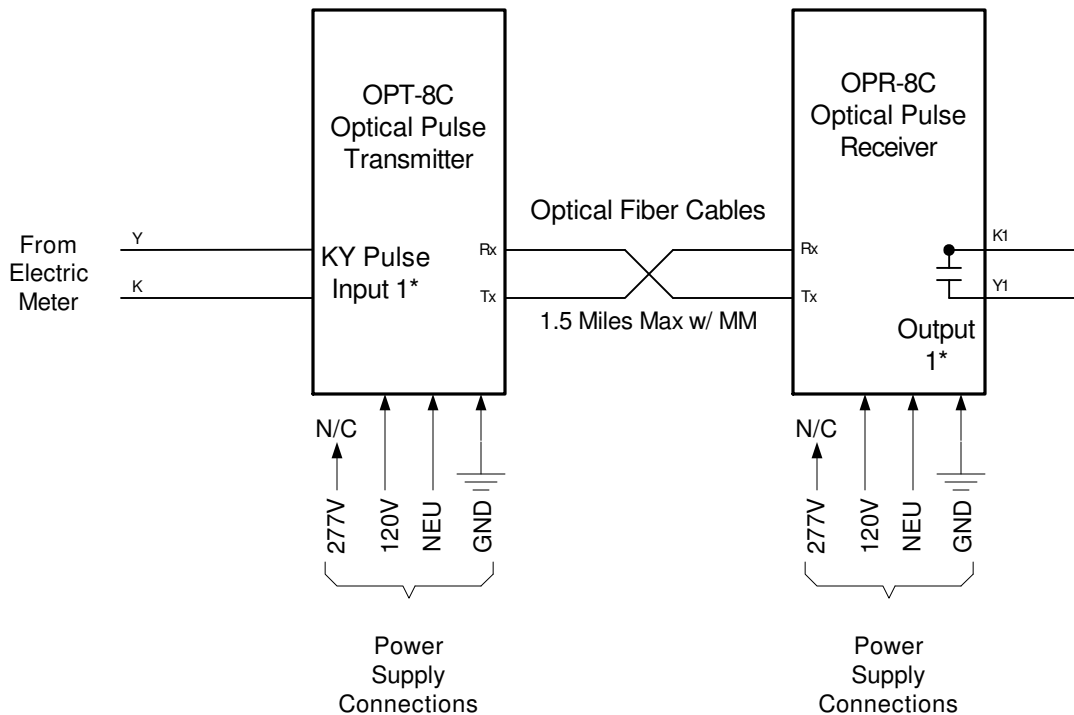 OPT-8C
Optical Pulse
Transmitter
OPR-8C
Optical Pulse
Receiver
Optical Fiber Cables
From
Electric
Meter
Y
K
KY Pulse
Input 1*
Rx
Tx
1.5 Miles Max w/ MM
Rx
Tx
K1
Y1
Output
1*
N/C
277V
120V
NEU
GND
N/C
277V
120V
NEU
GND
Power
Supply
Connections
Power
Supply
Connections